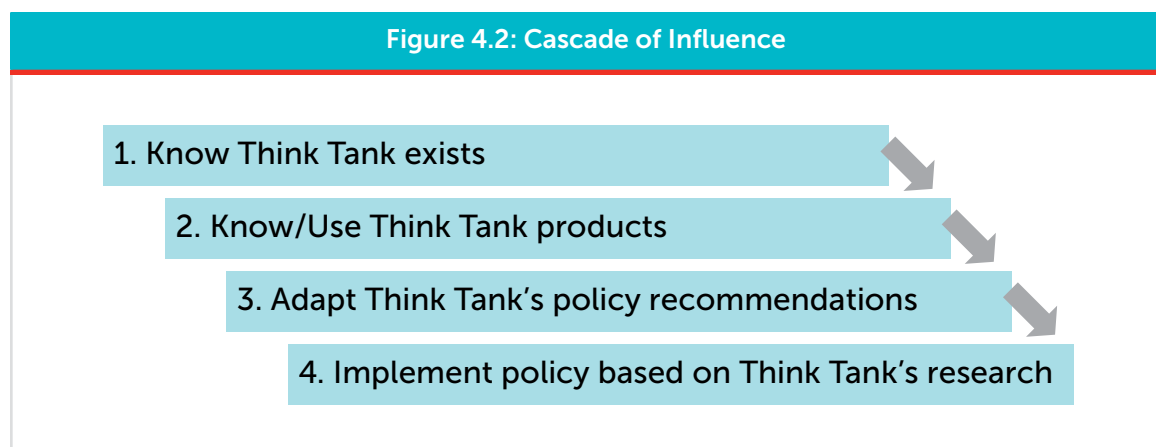 Figure 4.2: Cascade of Influence
1. Know Think Tank exists
2. Know/Use Think Tank products
3. Adapt Think Tank’s policy recommendations
4. Implement policy based on Think Tank’s research